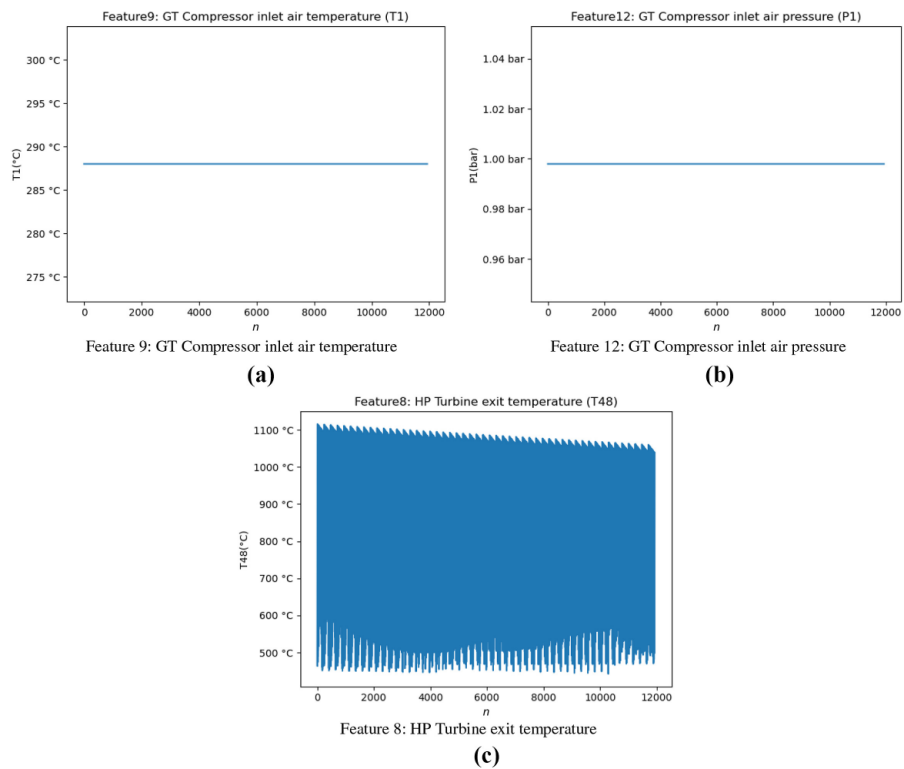 Feature9: GT Compressor inlet air temperature (T1)
300 °C
295 °C
290 °C
285 °C
280 °C
275 °C
T1(°C)
0 2000 4000 6000 8000 10000 12000
n
Feature 9: GT Compressor inlet air temperature
(a)
Feature12: GT Compressor inlet air pressure (P1)
1.04 bar
1.02 bar
1.00 bar
0.98 bar
0.96 bar
P1(bar)
0 2000 4000 6000 8000 10000 12000
n
Feature 12: GT Compressor inlet air pressure
(b)
Feature8: HP Turbine exit temperature (T48)
1100 °C
1000 °C
900 °C
800 °C
700 °C
600 °C
500 °C
T48(°C)
0 2000 4000 6000 8000 10000 12000
n
Feature 8: HP Turbine exit temperature
(c)